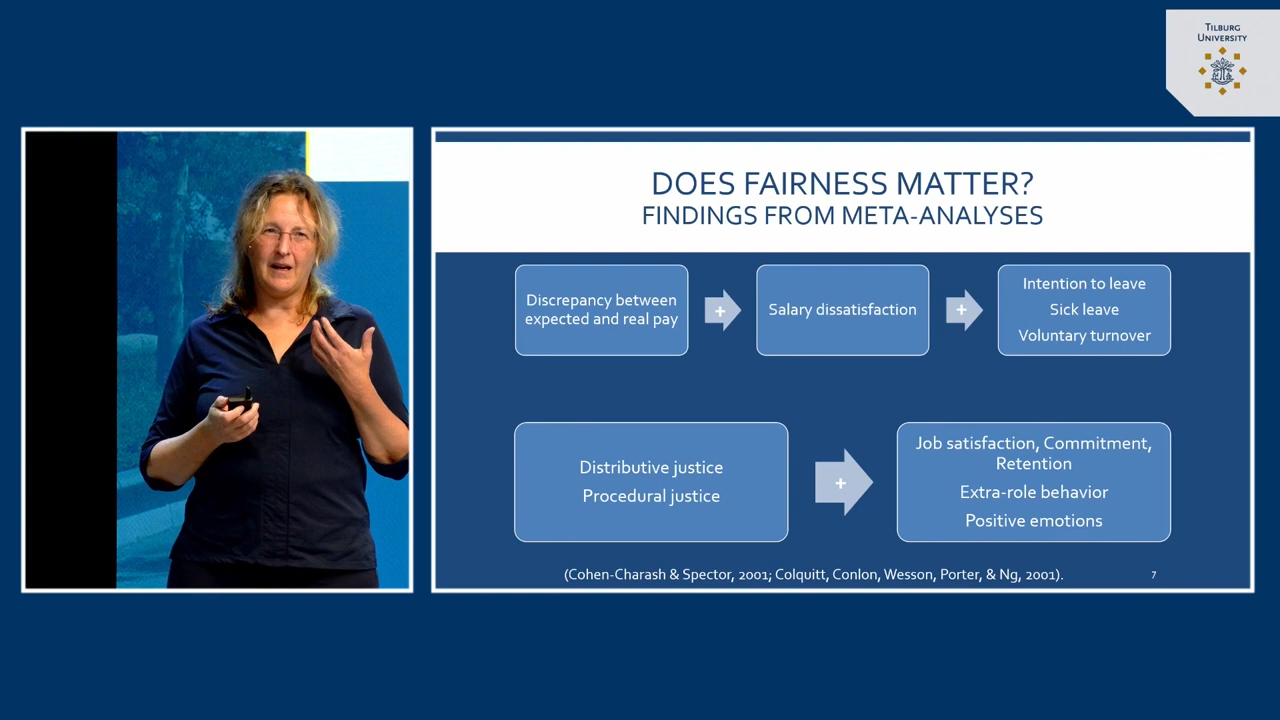 TILBURG
UNIVERSITY
DOES FAIRNESS MATTER?
FINDINGS FROM META-ANALYSES
Discrepancy between
expected and real pay
+
Salary dissatisfaction
+
Intention to leave
Sick leave
Voluntary turnover
Distributive justice
Procedural justice
+
Job satisfaction, Commitment,
Retention
Extra-role behavior
Positive emotions
(Cohen-Charash & Spector, 2001; Colquitt, Conlon, Wesson, Porter, & Ng, 2001).
7